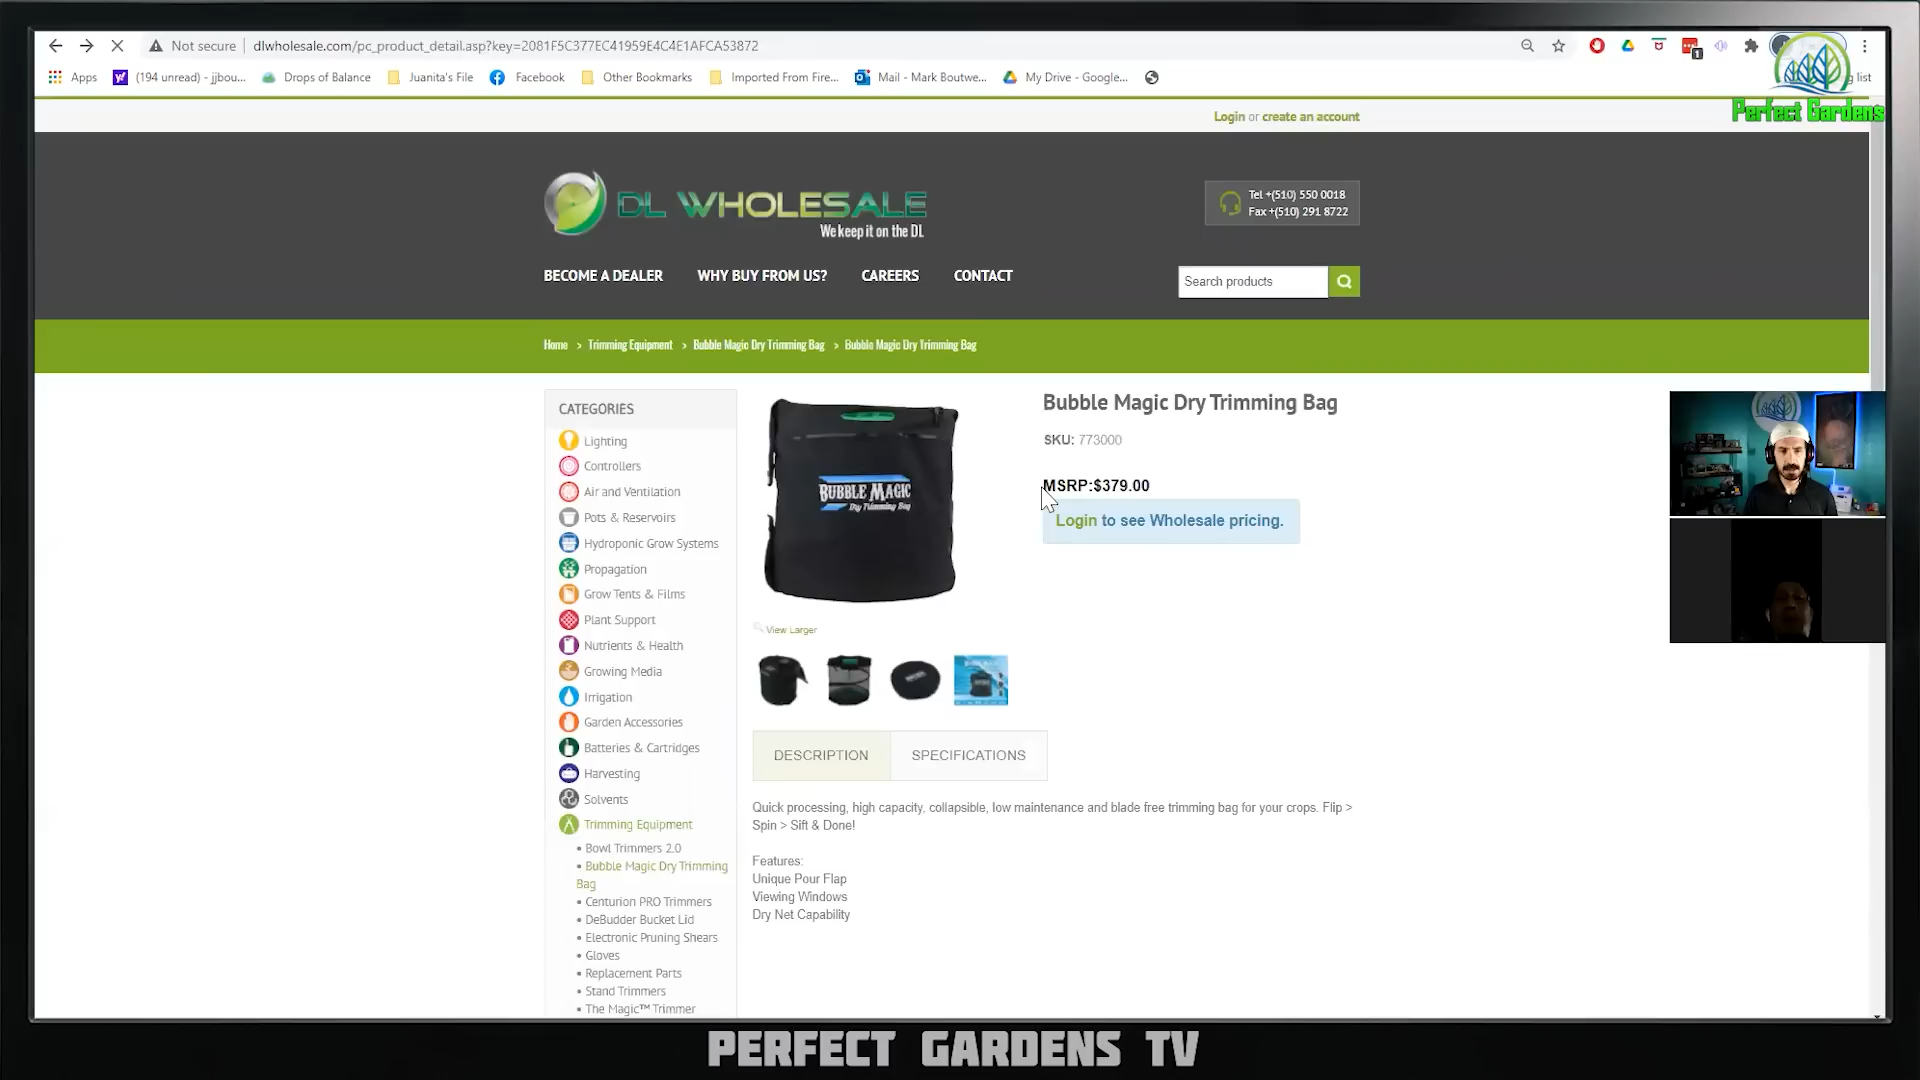 Not secure
dlwholesale.com/pc_product_detail.asp?key=2081F5C377EC41959E4C4E1AFCA53872
Apps
(194 unread) - jjbou...
Drops of Balance
Juanita's File
Facebook
Other Bookmarks
Imported From Fire...
Mail - Mark Boutwe...
My Drive - Google...
list
Perfect Gardens
Login or create an account
DL WHOLESALE
We keep it on the DL
Tel +(510) 550 0018
Fax +(510) 291 8722
BECOME A DEALER
WHY BUY FROM US?
CAREERS
CONTACT
Search products
Home > Trimming Equipment > Bubble Magic Dry Trimming Bag > Bubble Magic Dry Trimming Bag
CATEGORIES
Lighting
Controllers
Air and Ventilation
Pots & Reservoirs
Hydroponic Grow Systems
Propagation
Grow Tents & Films
Plant Support
Nutrients & Health
Growing Media
Irrigation
Garden Accessories
Batteries & Cartridges
Harvesting
Solvents
Trimming Equipment
• Bowl Trimmers 2.0
• Bubble Magic Dry Trimming
Bag
• Centurion PRO Trimmers
• DeBudder Bucket Lid
• Electronic Pruning Shears
• Gloves
• Replacement Parts
• Stand Trimmers
• The Magic™ Trimmer
BUBBLE MAGIC
Dry Trimming Bag
View Larger
Bubble Magic Dry Trimming Bag
SKU: 773000
MSRP:$379.00
Login to see Wholesale pricing.
DESCRIPTION
SPECIFICATIONS
Quick processing, high capacity, collapsible, low maintenance and blade free trimming bag for your crops. Flip >
Spin > Sift & Done!
Features:
Unique Pour Flap
Viewing Windows
Dry Net Capability
PERFECT GARDENS TV